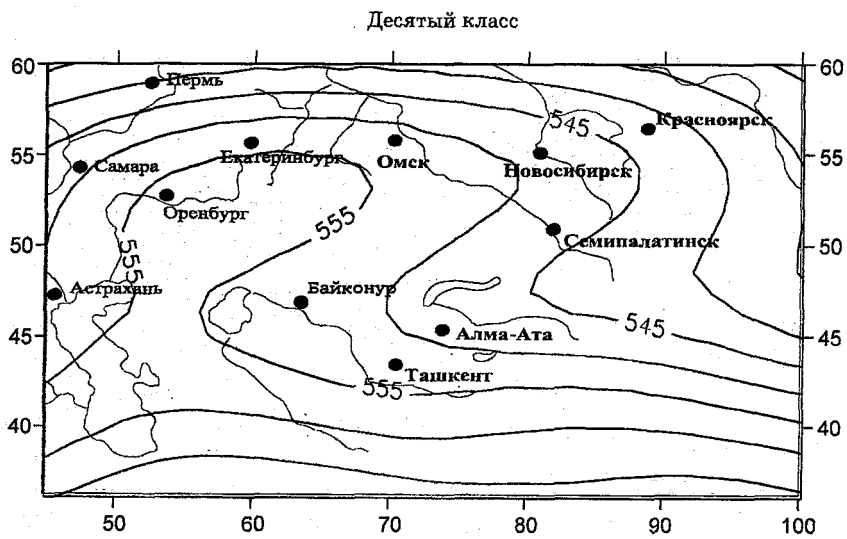 Десятый класс
60 60
Пермь
545
Красноярск
55 55
Самара
Екатеринбург
Омск
Новосибирск
Оренбург
555
50 50
Семипалатинск
555
Астрахань
Байконур
545
45 45
Алма-Ата
Ташкент
555
40 40
50 60 70 80 90 100